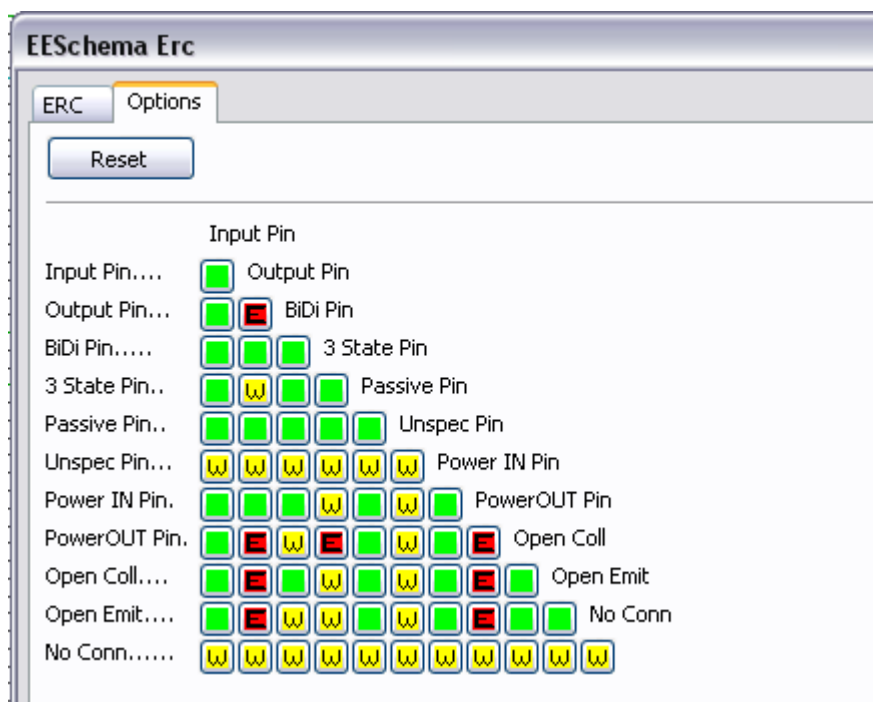 EESchema Erc
ERC Options
Reset
Input Pin
Input Pin.... Output Pin
Output Pin... E BiDi Pin
BiDi Pin..... 3 State Pin
3 State Pin.. W Passive Pin
Passive Pin.. Unspec Pin
Unspec Pin... W W W W W W Power IN Pin
Power IN Pin. W W PowerOUT Pin
PowerOUT Pin. E W E W E Open Coll
Open Coll.... E W W E Open Emit
Open Emit.... E W W W E No Conn
No Conn...... W W W W W W W W W W W